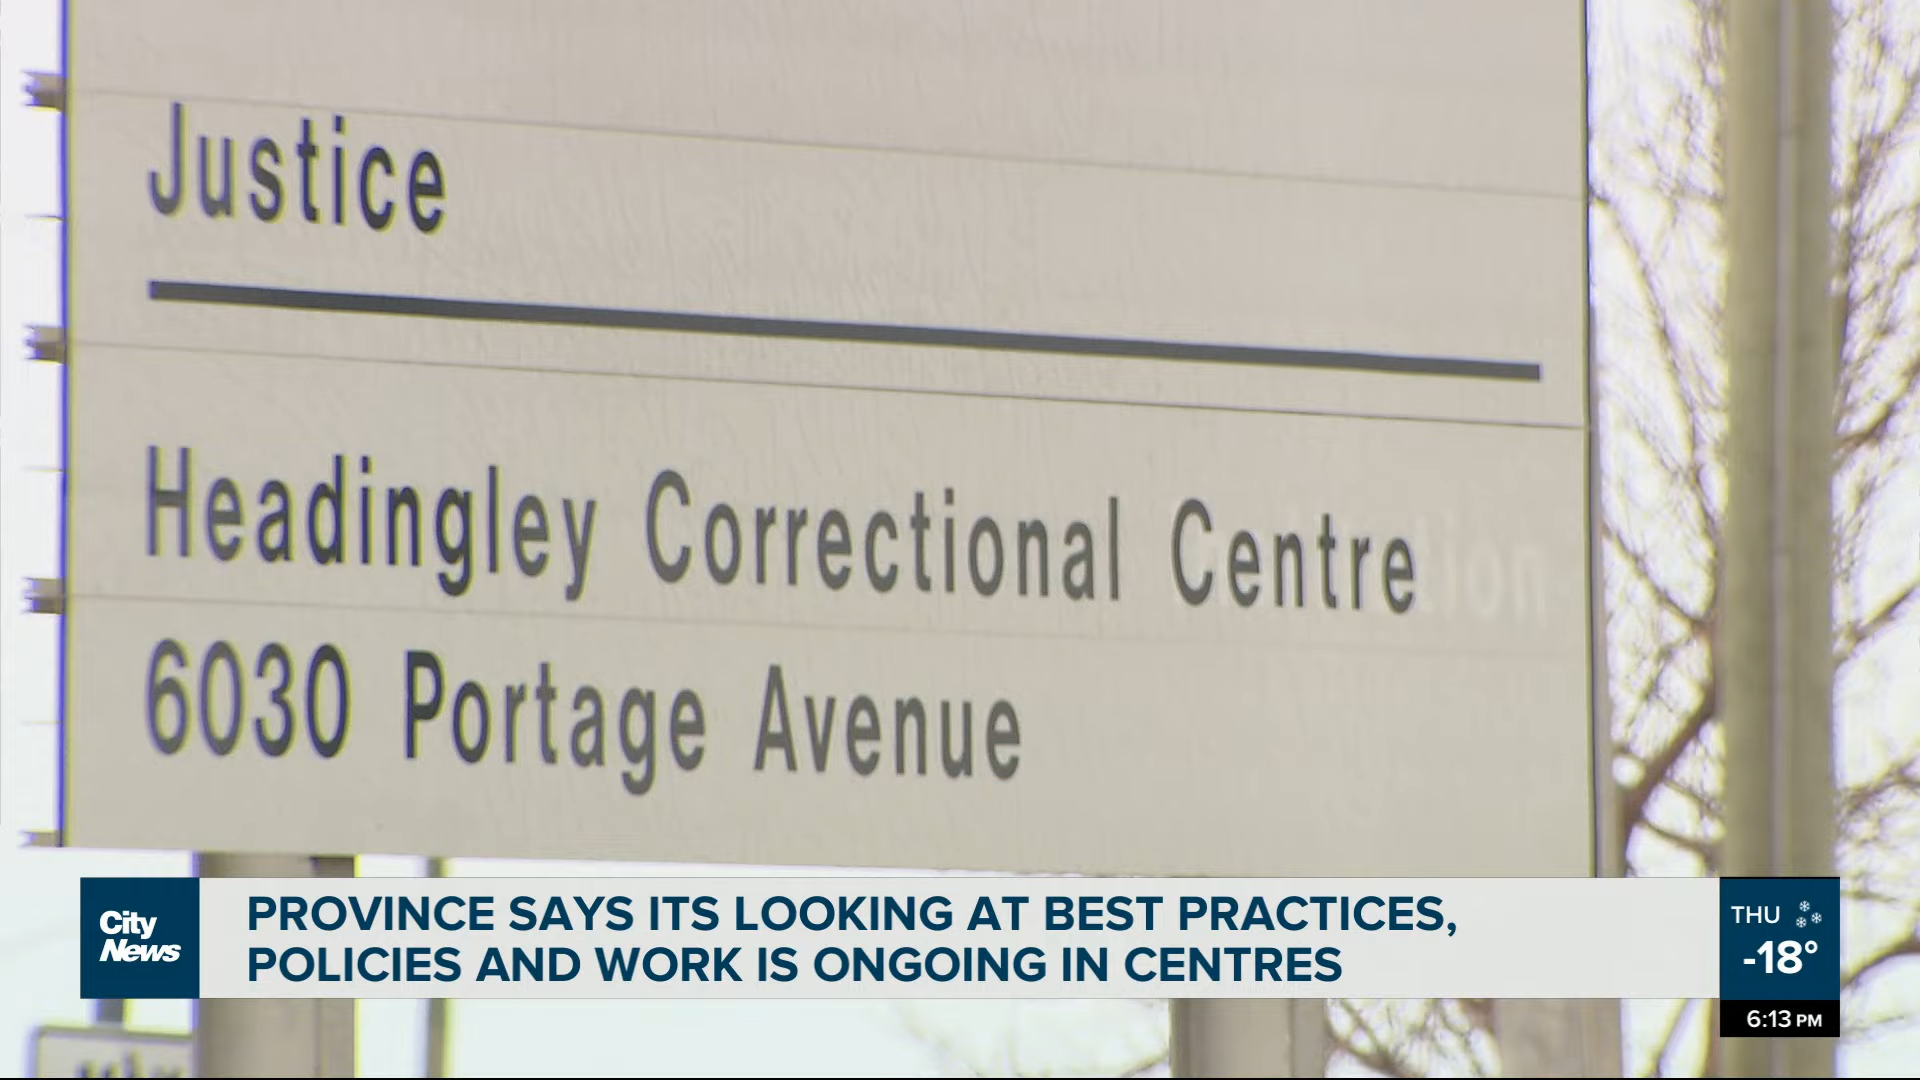 Justice
Headingley Correctional Centre
6030 Portage Avenue
City
News
PROVINCE SAYS ITS LOOKING AT BEST PRACTICES,
POLICIES AND WORK IS ONGOING IN CENTRES
THU
-18°
6:13 PM